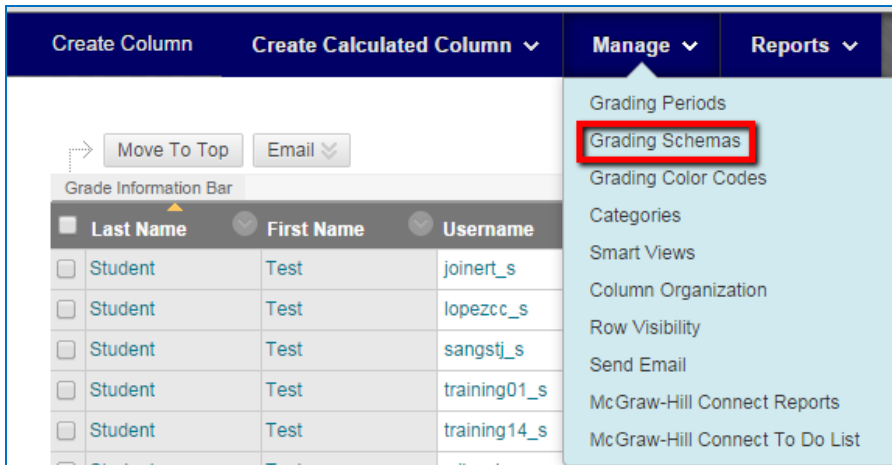 Create Column Create Calculated Column Manage Reports
Grading Periods
Grading Schemas
Grading Color Codes
Categories
Smart Views
Column Organization
Row Visibility
Send Email
McGraw-Hill Connect Reports
McGraw-Hill Connect To Do List
Move To Top Email
Grade Information Bar
Last Name First Name Username
Student Test joinert_s
Student Test lopezcc_s
Student Test sangstj_s
Student Test training01_s
Student Test training14_s